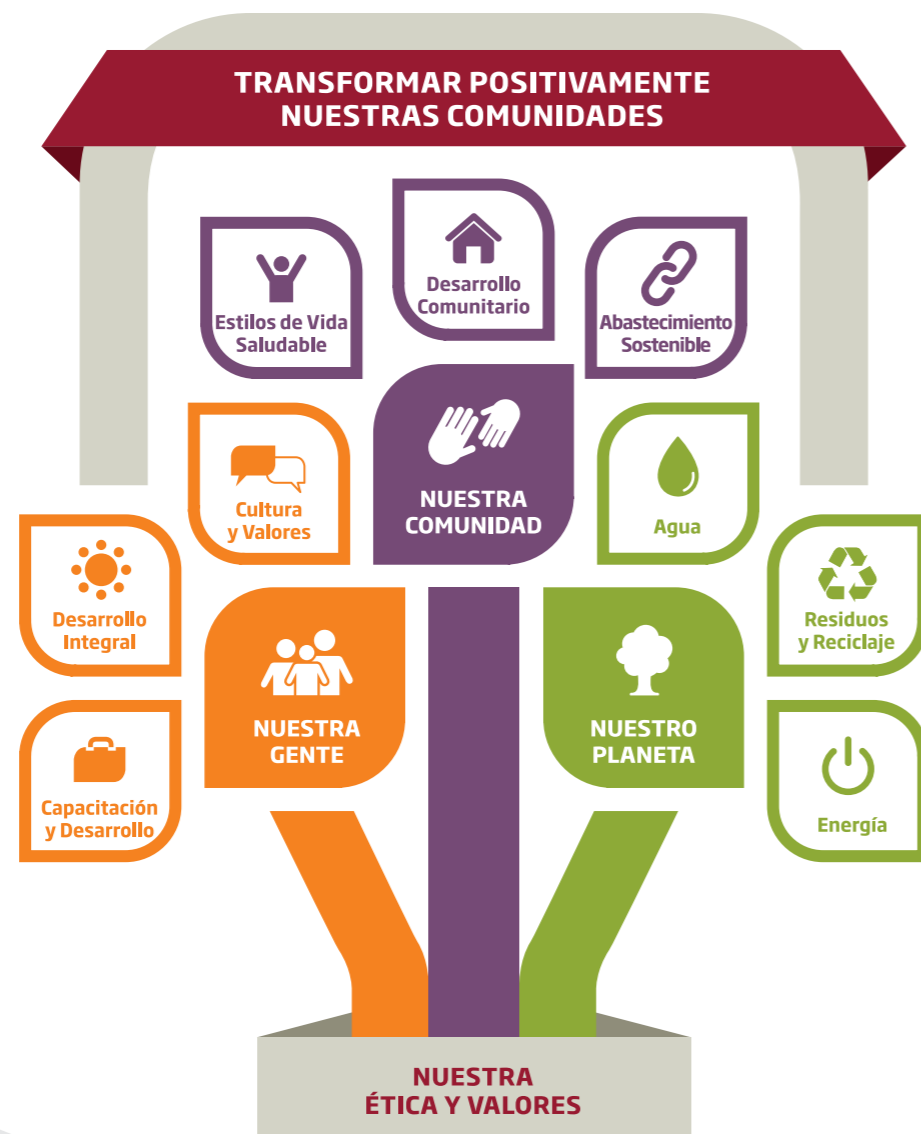 TRANSFORMAR POSITIVAMENTE
NUESTRAS COMUNIDADES
Estilos de Vida
Saludable
Desarrollo
Comunitario
Abastecimiento
Sostenible
Cultura
y Valores
NUESTRA
COMUNIDAD
Agua
Desarrollo
Integral
Residuos
y Reciclaje
NUESTRA
GENTE
NUESTRO
PLANETA
Capacitación
y Desarrollo
Energía
NUESTRA
ÉTICA Y VALORES